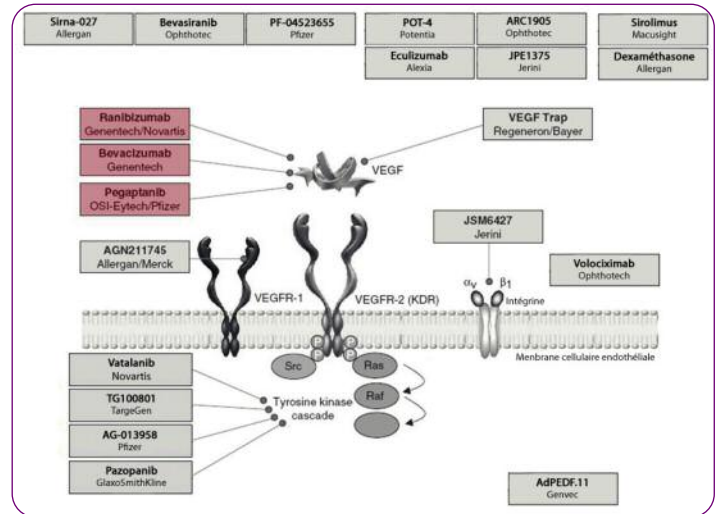 Sirna-027
Allergan
Bevasiranib
Ophthotec
PF-04523655
Pfizer
POT-4
Potentia
ARC1905
Ophthotec
Sirolimus
Macusight
Eculizumab
Alexia
JPE1375
Jerini
Dexaméthasone
Allergan
Ranibizumab
Genentech/Novartis
Bevacizumab
Genentech
Pegaptanib
OSI-Eytech/Pfizer
VEGF
VEGF Trap
Regeneron/Bayer
AGN211745
Allergan/Merck
VEGFR-1
VEGFR-2 (KDR)
JSM6427
Jerini
αv β1
Intégrine
Volociximab
Ophthotech
Membrane cellulaire endothéliale
P P
P P
Src
Ras
Raf
Tyrosine kinase
cascade
Vatalanib
Novartis
TG100801
TargeGen
AG-013958
Pfizer
Pazopanib
GlaxoSmithKline
AdPEDF.11
Genvec